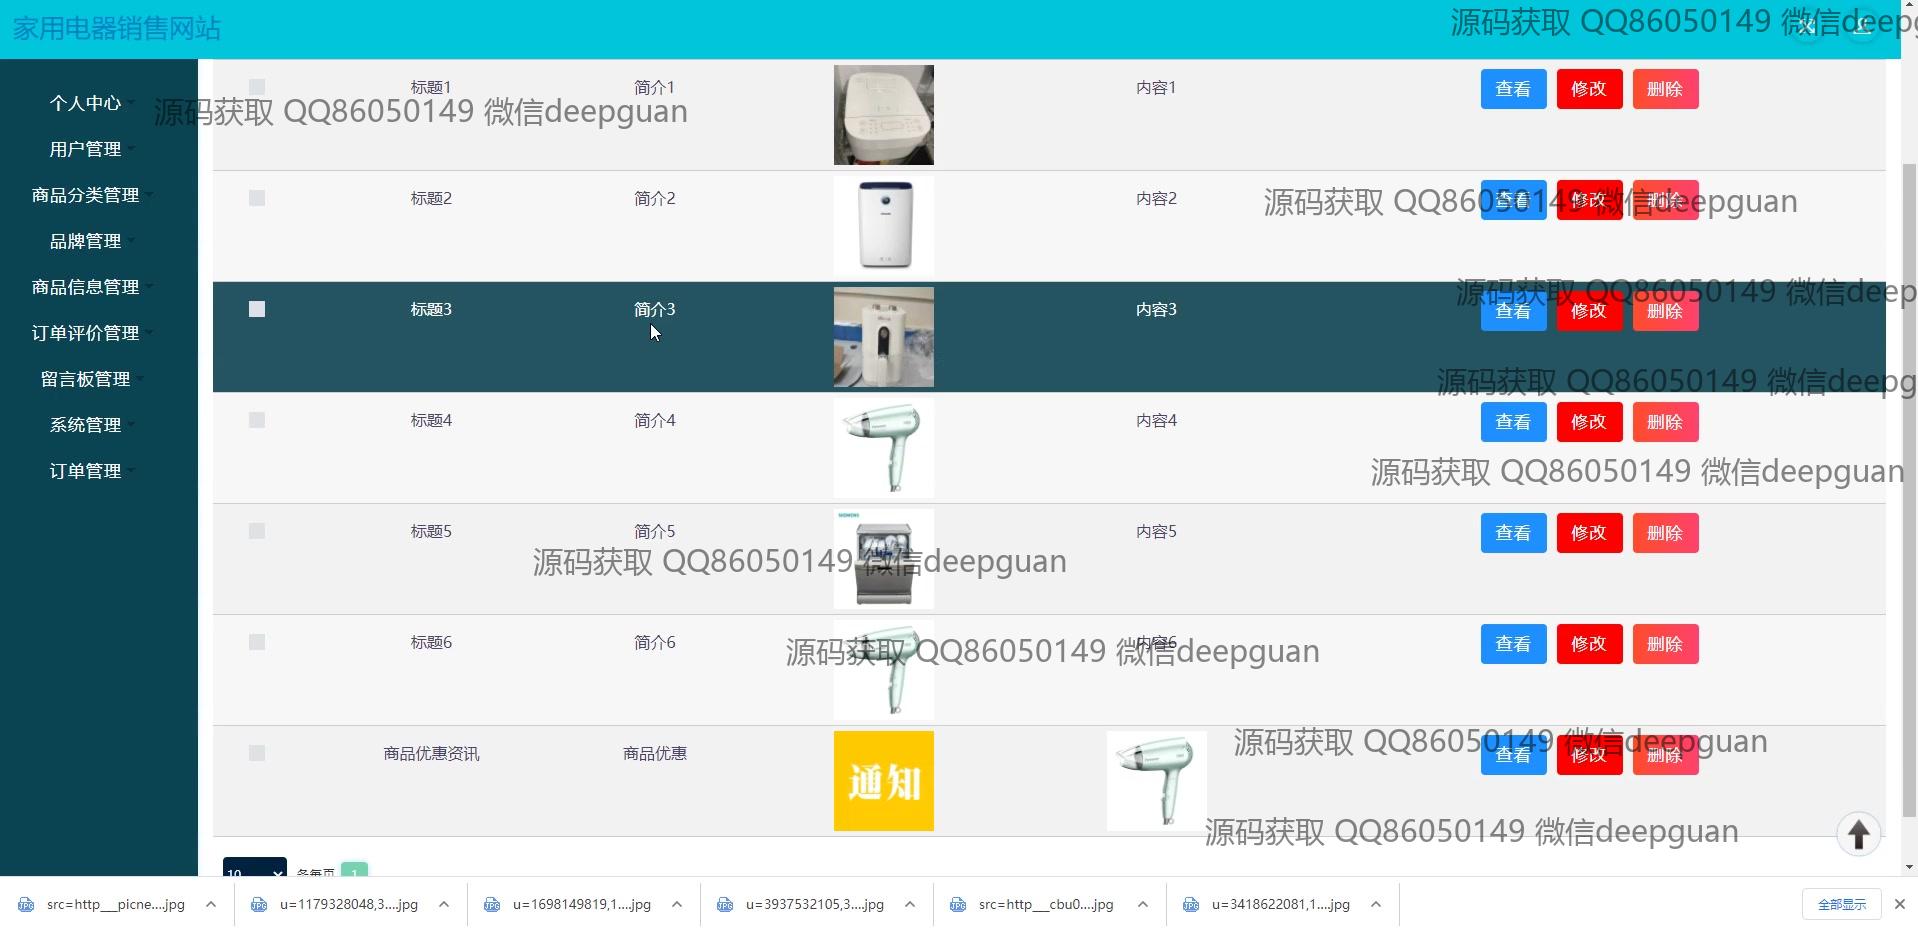 家用电器销售网站
源码获取 QQ86050149 微信deepg
个人中心
用户管理
商品分类管理
品牌管理
商品信息管理
订单评价管理
留言板管理
系统管理
订单管理
标题1 简介1 内容1 查看 修改 删除
源码获取 QQ86050149 微信deepguan
标题2 简介2 内容2 查看 修改 删除
源码获取 QQ86050149 微信deepguan
源码获取 QQ86050149 微信deep
标题3 简介3 内容3 查看 修改 删除
源码获取 QQ86050149 微信deepg
标题4 简介4 内容4 查看 修改 删除
源码获取 QQ86050149 微信deepguan
SIEMENS
标题5 简介5 内容5 查看 修改 删除
源码获取 QQ86050149 微信deepguan
标题6 简介6 内容6 查看 修改 删除
源码获取 QQ86050149 微信deepguan
商品优惠资讯 商品优惠 通知 查看 修改 删除
源码获取 QQ86050149 微信deepguan
源码获取 QQ86050149 微信deepguan
10 条每页 1
src=http__picne....jpg
u=1179328048,3....jpg
u=1698149819,1....jpg
u=3937532105,3....jpg
src=http__cbu0....jpg
u=3418622081,1....jpg
全部显示